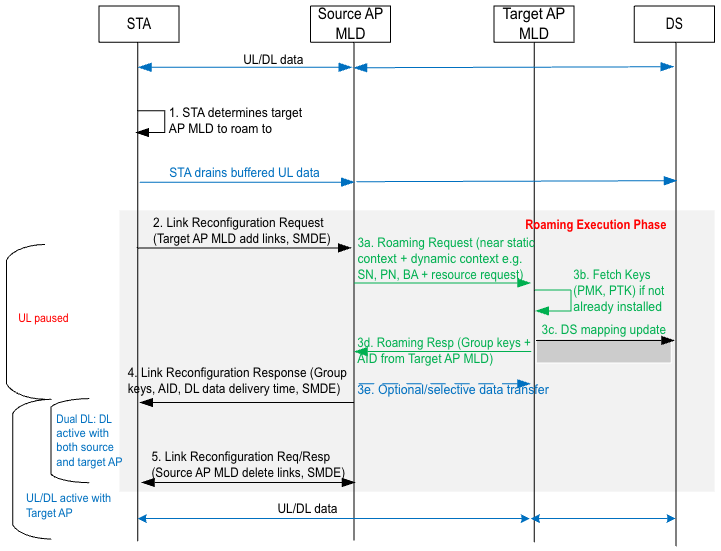 STA
Source AP
MLD
Target AP
MLD
DS
UL/DL data
1. STA determines target
AP MLD to roam to
STA drains buffered UL data
Roaming Execution Phase
2. Link Reconfiguration Request
(Target AP MLD add links, SMDE)
3a. Roaming Request (near static
context + dynamic context e.g.
SN, PN, BA + resource request)
3b. Fetch Keys
(PMK, PTK) if not
already installed
UL paused
3c. DS mapping update
3d. Roaming Resp (Group keys +
AID from Target AP MLD)
4. Link Reconfiguration Response (Group
keys, AID, DL data delivery time, SMDE)
3e. Optional/selective data transfer
Dual DL: DL
active with
both source
and target AP
5. Link Reconfiguration Req/Resp
(Source AP MLD delete links, SMDE)
UL/DL active with
Target AP
UL/DL data